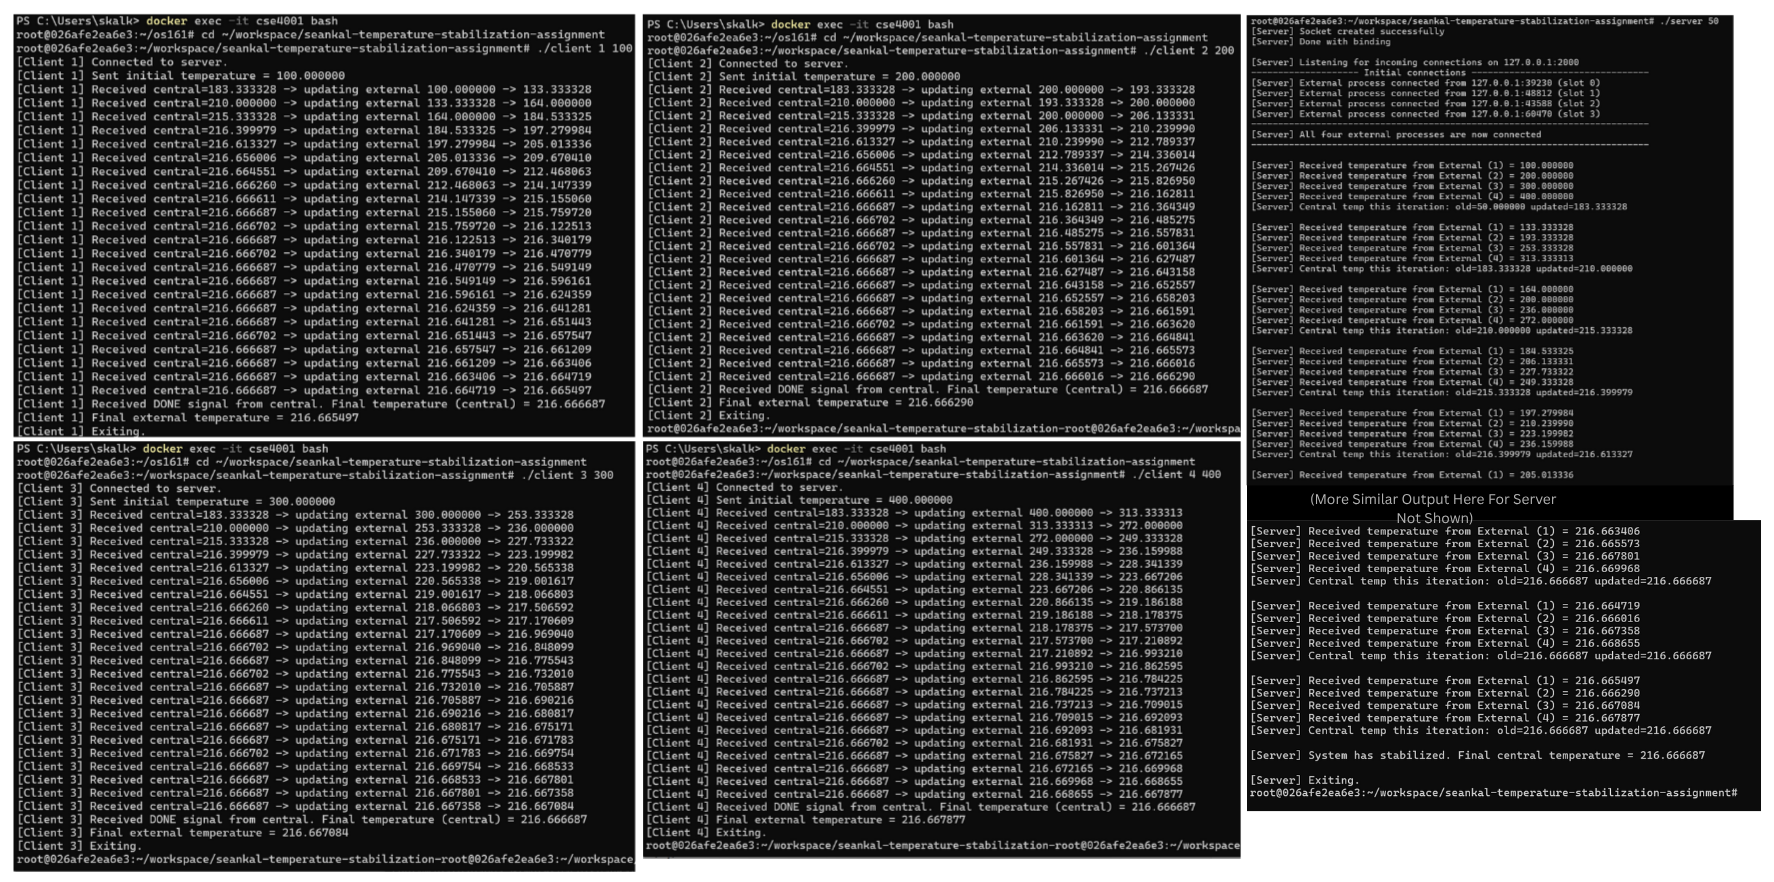 PS C:\Users\skalk> docker exec -it cse4001 bash
root@026afe2ea6e3:~/os161# cd ~/workspace/seankal-temperature-stabilization-assignment
root@026afe2ea6e3:~/workspace/seankal-temperature-stabilization-assignment# ./client 1 100
[Client 1] Connected to server.
[Client 1] Sent initial temperature = 100.000000
[Client 1] Received central=183.333328 -> updating external 100.000000 -> 133.333328
[Client 1] Received central=210.000000 -> updating external 133.333328 -> 164.000000
[Client 1] Received central=215.333328 -> updating external 164.000000 -> 184.533325
[Client 1] Received central=216.399979 -> updating external 184.533325 -> 197.279984
[Client 1] Received central=216.613327 -> updating external 197.279984 -> 205.013336
[Client 1] Received central=216.656006 -> updating external 205.013336 -> 209.670410
[Client 1] Received central=216.664551 -> updating external 209.670410 -> 212.468063
[Client 1] Received central=216.666260 -> updating external 212.468063 -> 214.147339
[Client 1] Received central=216.666611 -> updating external 214.147339 -> 215.155060
[Client 1] Received central=216.666687 -> updating external 215.155060 -> 215.759720
[Client 1] Received central=216.666702 -> updating external 215.759720 -> 216.122513
[Client 1] Received central=216.666687 -> updating external 216.122513 -> 216.340179
[Client 1] Received central=216.666702 -> updating external 216.340179 -> 216.470779
[Client 1] Received central=216.666687 -> updating external 216.470779 -> 216.549149
[Client 1] Received central=216.666687 -> updating external 216.549149 -> 216.596161
[Client 1] Received central=216.666687 -> updating external 216.596161 -> 216.624359
[Client 1] Received central=216.666687 -> updating external 216.624359 -> 216.641281
[Client 1] Received central=216.666687 -> updating external 216.641281 -> 216.651443
[Client 1] Received central=216.666702 -> updating external 216.651443 -> 216.657547
[Client 1] Received central=216.666687 -> updating external 216.657547 -> 216.661209
[Client 1] Received central=216.666687 -> updating external 216.661209 -> 216.663406
[Client 1] Received central=216.666687 -> updating external 216.663406 -> 216.664719
[Client 1] Received central=216.666687 -> updating external 216.664719 -> 216.665497
[Client 1] Received DONE signal from central. Final temperature (central) = 216.666687
[Client 1] Final external temperature = 216.665497
[Client 1] Exiting.
PS C:\Users\skalk> docker exec -it cse4001 bash
root@026afe2ea6e3:~/os161# cd ~/workspace/seankal-temperature-stabilization-assignment
root@026afe2ea6e3:~/workspace/seankal-temperature-stabilization-assignment# ./client 2 200
[Client 2] Connected to server.
[Client 2] Sent initial temperature = 200.000000
[Client 2] Received central=183.333328 -> updating external 200.000000 -> 193.333328
[Client 2] Received central=210.000000 -> updating external 193.333328 -> 200.000000
[Client 2] Received central=215.333328 -> updating external 200.000000 -> 206.133331
[Client 2] Received central=216.399979 -> updating external 206.133331 -> 210.239990
[Client 2] Received central=216.613327 -> updating external 210.239990 -> 212.789337
[Client 2] Received central=216.656006 -> updating external 212.789337 -> 214.336014
[Client 2] Received central=216.664551 -> updating external 214.336014 -> 215.267426
[Client 2] Received central=216.666260 -> updating external 215.267426 -> 215.826950
[Client 2] Received central=216.666611 -> updating external 215.826950 -> 216.162811
[Client 2] Received central=216.666687 -> updating external 216.162811 -> 216.364349
[Client 2] Received central=216.666702 -> updating external 216.364349 -> 216.485275
[Client 2] Received central=216.666687 -> updating external 216.485275 -> 216.557831
[Client 2] Received central=216.666702 -> updating external 216.557831 -> 216.601364
[Client 2] Received central=216.666687 -> updating external 216.601364 -> 216.627487
[Client 2] Received central=216.666687 -> updating external 216.627487 -> 216.643158
[Client 2] Received central=216.666687 -> updating external 216.643158 -> 216.652557
[Client 2] Received central=216.666687 -> updating external 216.652557 -> 216.658203
[Client 2] Received central=216.666687 -> updating external 216.658203 -> 216.661591
[Client 2] Received central=216.666702 -> updating external 216.661591 -> 216.663620
[Client 2] Received central=216.666687 -> updating external 216.663620 -> 216.664841
[Client 2] Received central=216.666687 -> updating external 216.664841 -> 216.665573
[Client 2] Received central=216.666687 -> updating external 216.665573 -> 216.666016
[Client 2] Received central=216.666687 -> updating external 216.666016 -> 216.666290
[Client 2] Received DONE signal from central. Final temperature (central) = 216.666687
[Client 2] Final external temperature = 216.666290
[Client 2] Exiting.
root@026afe2ea6e3:~/workspace/seankal-temperature-stabilization-root@026afe2ea6e3:~/workspa
PS C:\Users\skalk> docker exec -it cse4001 bash
root@026afe2ea6e3:~/os161# cd ~/workspace/seankal-temperature-stabilization-assignment
root@026afe2ea6e3:~/workspace/seankal-temperature-stabilization-assignment# ./client 3 300
[Client 3] Connected to server.
[Client 3] Sent initial temperature = 300.000000
[Client 3] Received central=183.333328 -> updating external 300.000000 -> 253.333328
[Client 3] Received central=210.000000 -> updating external 253.333328 -> 236.000000
[Client 3] Received central=215.333328 -> updating external 236.000000 -> 227.733322
[Client 3] Received central=216.399979 -> updating external 227.733322 -> 223.199982
[Client 3] Received central=216.613327 -> updating external 223.199982 -> 220.565338
[Client 3] Received central=216.656006 -> updating external 220.565338 -> 219.001617
[Client 3] Received central=216.664551 -> updating external 219.001617 -> 218.066803
[Client 3] Received central=216.666260 -> updating external 218.066803 -> 217.506592
[Client 3] Received central=216.666611 -> updating external 217.506592 -> 217.170609
[Client 3] Received central=216.666687 -> updating external 217.170609 -> 216.969040
[Client 3] Received central=216.666702 -> updating external 216.969040 -> 216.848099
[Client 3] Received central=216.666687 -> updating external 216.848099 -> 216.775543
[Client 3] Received central=216.666702 -> updating external 216.775543 -> 216.732010
[Client 3] Received central=216.666687 -> updating external 216.732010 -> 216.705887
[Client 3] Received central=216.666687 -> updating external 216.705887 -> 216.690216
[Client 3] Received central=216.666687 -> updating external 216.690216 -> 216.680817
[Client 3] Received central=216.666687 -> updating external 216.680817 -> 216.675171
[Client 3] Received central=216.666687 -> updating external 216.675171 -> 216.671783
[Client 3] Received central=216.666702 -> updating external 216.671783 -> 216.669754
[Client 3] Received central=216.666687 -> updating external 216.669754 -> 216.668533
[Client 3] Received central=216.666687 -> updating external 216.668533 -> 216.667801
[Client 3] Received central=216.666687 -> updating external 216.667801 -> 216.667358
[Client 3] Received central=216.666687 -> updating external 216.667358 -> 216.667084
[Client 3] Received DONE signal from central. Final temperature (central) = 216.666687
[Client 3] Final external temperature = 216.667084
[Client 3] Exiting.
root@026afe2ea6e3:~/workspace/seankal-temperature-stabilization-root@026afe2ea6e3:~/workspace
PS C:\Users\skalk> docker exec -it cse4001 bash
root@026afe2ea6e3:~/os161# cd ~/workspace/seankal-temperature-stabilization-assignment
root@026afe2ea6e3:~/workspace/seankal-temperature-stabilization-assignment# ./client 4 400
[Client 4] Connected to server.
[Client 4] Sent initial temperature = 400.000000
[Client 4] Received central=183.333328 -> updating external 400.000000 -> 313.333313
[Client 4] Received central=210.000000 -> updating external 313.333313 -> 272.000000
[Client 4] Received central=215.333328 -> updating external 272.000000 -> 249.333328
[Client 4] Received central=216.399979 -> updating external 249.333328 -> 236.159988
[Client 4] Received central=216.613327 -> updating external 236.159988 -> 228.341339
[Client 4] Received central=216.656006 -> updating external 228.341339 -> 223.667206
[Client 4] Received central=216.664551 -> updating external 223.667206 -> 220.866135
[Client 4] Received central=216.666260 -> updating external 220.866135 -> 219.186188
[Client 4] Received central=216.666611 -> updating external 219.186188 -> 218.178375
[Client 4] Received central=216.666687 -> updating external 218.178375 -> 217.573700
[Client 4] Received central=216.666702 -> updating external 217.573700 -> 217.210892
[Client 4] Received central=216.666687 -> updating external 217.210892 -> 216.993210
[Client 4] Received central=216.666702 -> updating external 216.993210 -> 216.862595
[Client 4] Received central=216.666687 -> updating external 216.862595 -> 216.784225
[Client 4] Received central=216.666687 -> updating external 216.784225 -> 216.737213
[Client 4] Received central=216.666687 -> updating external 216.737213 -> 216.709015
[Client 4] Received central=216.666687 -> updating external 216.709015 -> 216.692093
[Client 4] Received central=216.666687 -> updating external 216.692093 -> 216.681931
[Client 4] Received central=216.666702 -> updating external 216.681931 -> 216.675827
[Client 4] Received central=216.666687 -> updating external 216.675827 -> 216.672165
[Client 4] Received central=216.666687 -> updating external 216.672165 -> 216.669968
[Client 4] Received central=216.666687 -> updating external 216.669968 -> 216.668655
[Client 4] Received central=216.666687 -> updating external 216.668655 -> 216.667877
[Client 4] Received DONE signal from central. Final temperature (central) = 216.666687
[Client 4] Final external temperature = 216.667877
[Client 4] Exiting.
root@026afe2ea6e3:~/workspace/seankal-temperature-stabilization-root@026afe2ea6e3:~/workspace
root@026afe2ea6e3:~/workspace/seankal-temperature-stabilization-assignment# ./server 50
[Server] Socket created successfully
[Server] Done with binding
[Server] Listening for incoming connections on 127.0.0.1:2000
---------------------- Initial connections ------------------------------------
[Server] External process connected from 127.0.0.1:39230 (slot 0)
[Server] External process connected from 127.0.0.1:48812 (slot 1)
[Server] External process connected from 127.0.0.1:43588 (slot 2)
[Server] External process connected from 127.0.0.1:60470 (slot 3)
-------------------------------------------------------------------------------
[Server] All four external processes are now connected
-------------------------------------------------------------------------------
[Server] Received temperature from External (1) = 100.000000
[Server] Received temperature from External (2) = 200.000000
[Server] Received temperature from External (3) = 300.000000
[Server] Received temperature from External (4) = 400.000000
[Server] Central temp this iteration: old=50.000000 updated=183.333328
[Server] Received temperature from External (1) = 133.333328
[Server] Received temperature from External (2) = 193.333328
[Server] Received temperature from External (3) = 253.333328
[Server] Received temperature from External (4) = 313.333313
[Server] Central temp this iteration: old=183.333328 updated=210.000000
[Server] Received temperature from External (1) = 164.000000
[Server] Received temperature from External (2) = 200.000000
[Server] Received temperature from External (3) = 236.000000
[Server] Received temperature from External (4) = 272.000000
[Server] Central temp this iteration: old=210.000000 updated=215.333328
[Server] Received temperature from External (1) = 184.533325
[Server] Received temperature from External (2) = 206.133331
[Server] Received temperature from External (3) = 227.733322
[Server] Received temperature from External (4) = 249.333328
[Server] Central temp this iteration: old=215.333328 updated=216.399979
[Server] Received temperature from External (1) = 197.279984
[Server] Received temperature from External (2) = 210.239990
[Server] Received temperature from External (3) = 223.199982
[Server] Received temperature from External (4) = 236.159988
[Server] Central temp this iteration: old=216.399979 updated=216.613327
[Server] Received temperature from External (1) = 205.013336
(More Similar Output Here For Server
Not Shown)
[Server] Received temperature from External (1) = 216.663406
[Server] Received temperature from External (2) = 216.665573
[Server] Received temperature from External (3) = 216.667801
[Server] Received temperature from External (4) = 216.669968
[Server] Central temp this iteration: old=216.666687 updated=216.666687
[Server] Received temperature from External (1) = 216.664719
[Server] Received temperature from External (2) = 216.666016
[Server] Received temperature from External (3) = 216.667358
[Server] Received temperature from External (4) = 216.668655
[Server] Central temp this iteration: old=216.666687 updated=216.666687
[Server] Received temperature from External (1) = 216.665497
[Server] Received temperature from External (2) = 216.666290
[Server] Received temperature from External (3) = 216.667084
[Server] Received temperature from External (4) = 216.667877
[Server] Central temp this iteration: old=216.666687 updated=216.666687
[Server] System has stabilized. Final central temperature = 216.666687
[Server] Exiting.
root@026afe2ea6e3:~/workspace/seankal-temperature-stabilization-assignment#